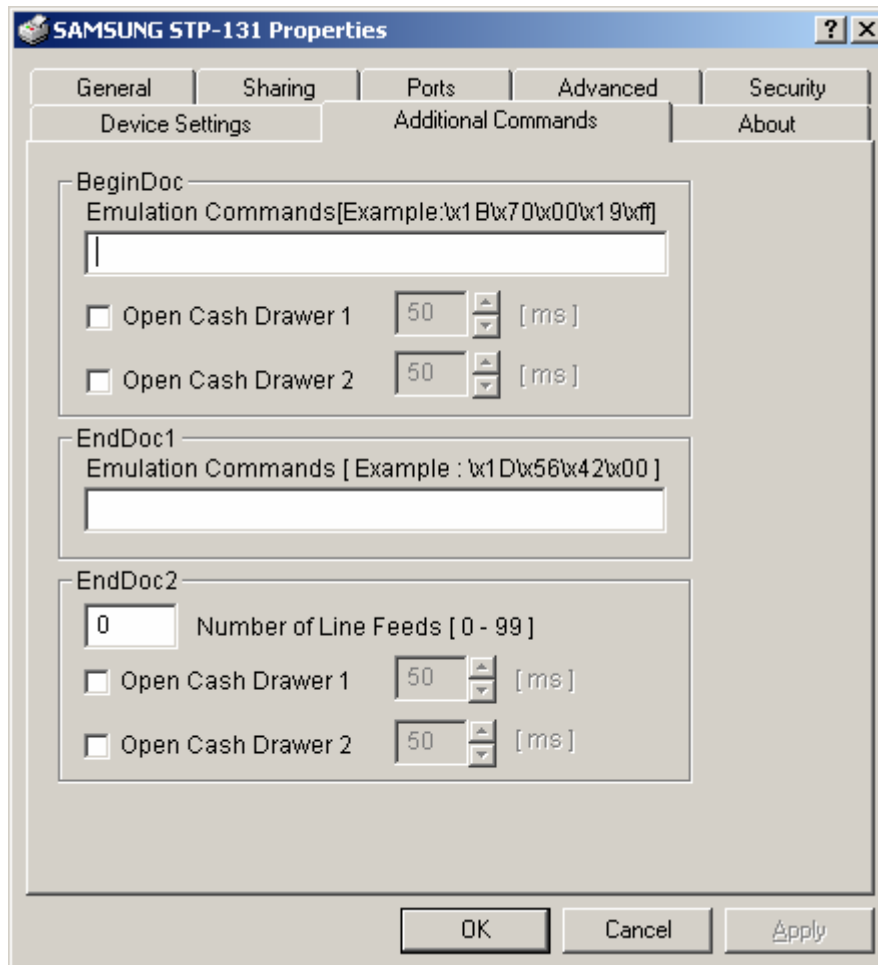 SAMSUNG STP-131 Properties
General Sharing Ports Advanced Security
Device Settings Additional Commands About
BeginDoc
Emulation Commands[Example:\x1B\x70\x00\x19\xff]
Open Cash Drawer 1 50 [ms]
Open Cash Drawer 2 50 [ms]
EndDoc1
Emulation Commands [ Example : \x1D\x56\x42\x00 ]
EndDoc2
0 Number of Line Feeds [ 0 - 99 ]
Open Cash Drawer 1 50 [ms]
Open Cash Drawer 2 50 [ms]
OK Cancel Apply